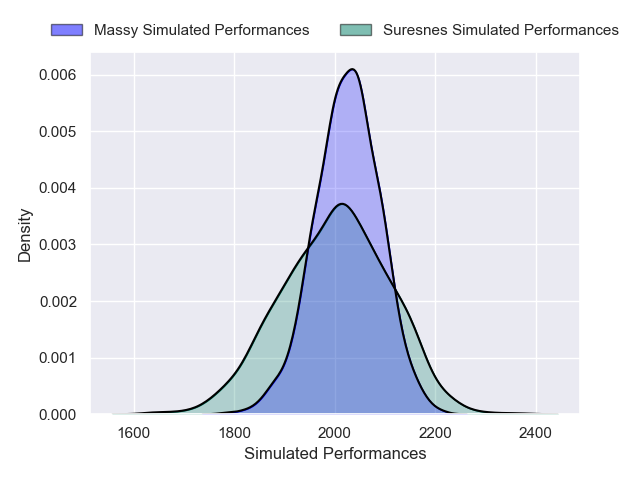 Massy Simulated Performances Suresnes Simulated Performances
0.006
0.005
0.004
0.003
0.002
0.001
0.000
Density
1600 1800 2000 2200 2400
Simulated Performances